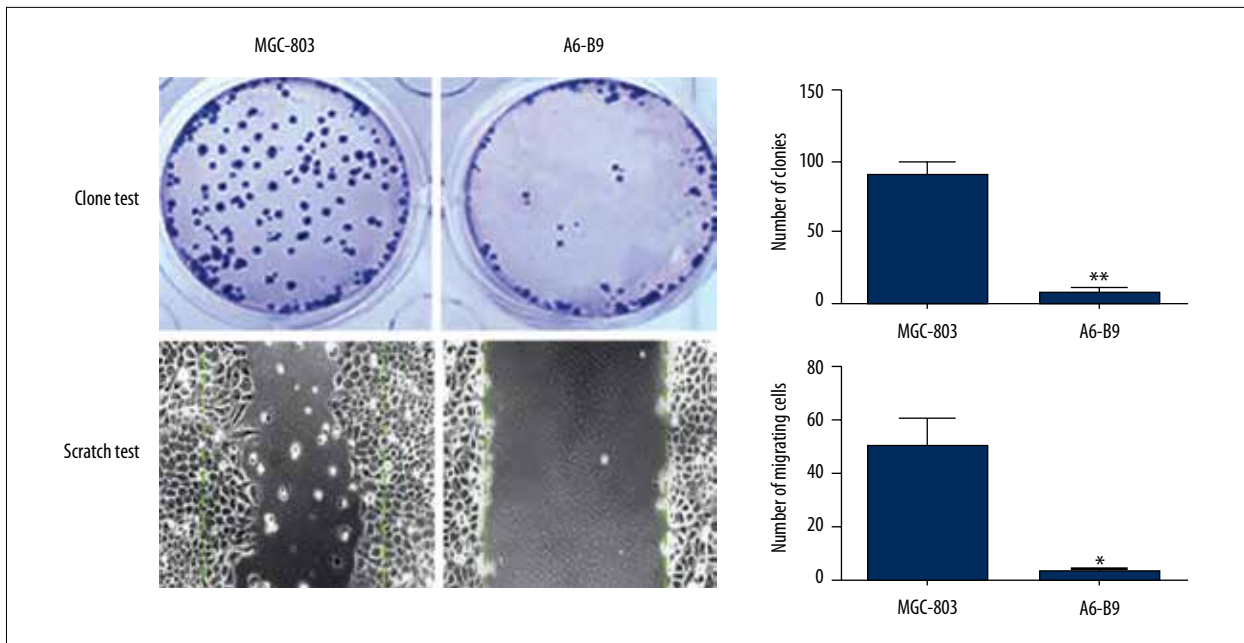 MGC-803
A6-B9
Clone test
Scratch test
Number of clonies
150
100
50
0
**
MGC-803
A6-B9
Number of migrating cells
80
60
40
20
0
*
MGC-803
A6-B9